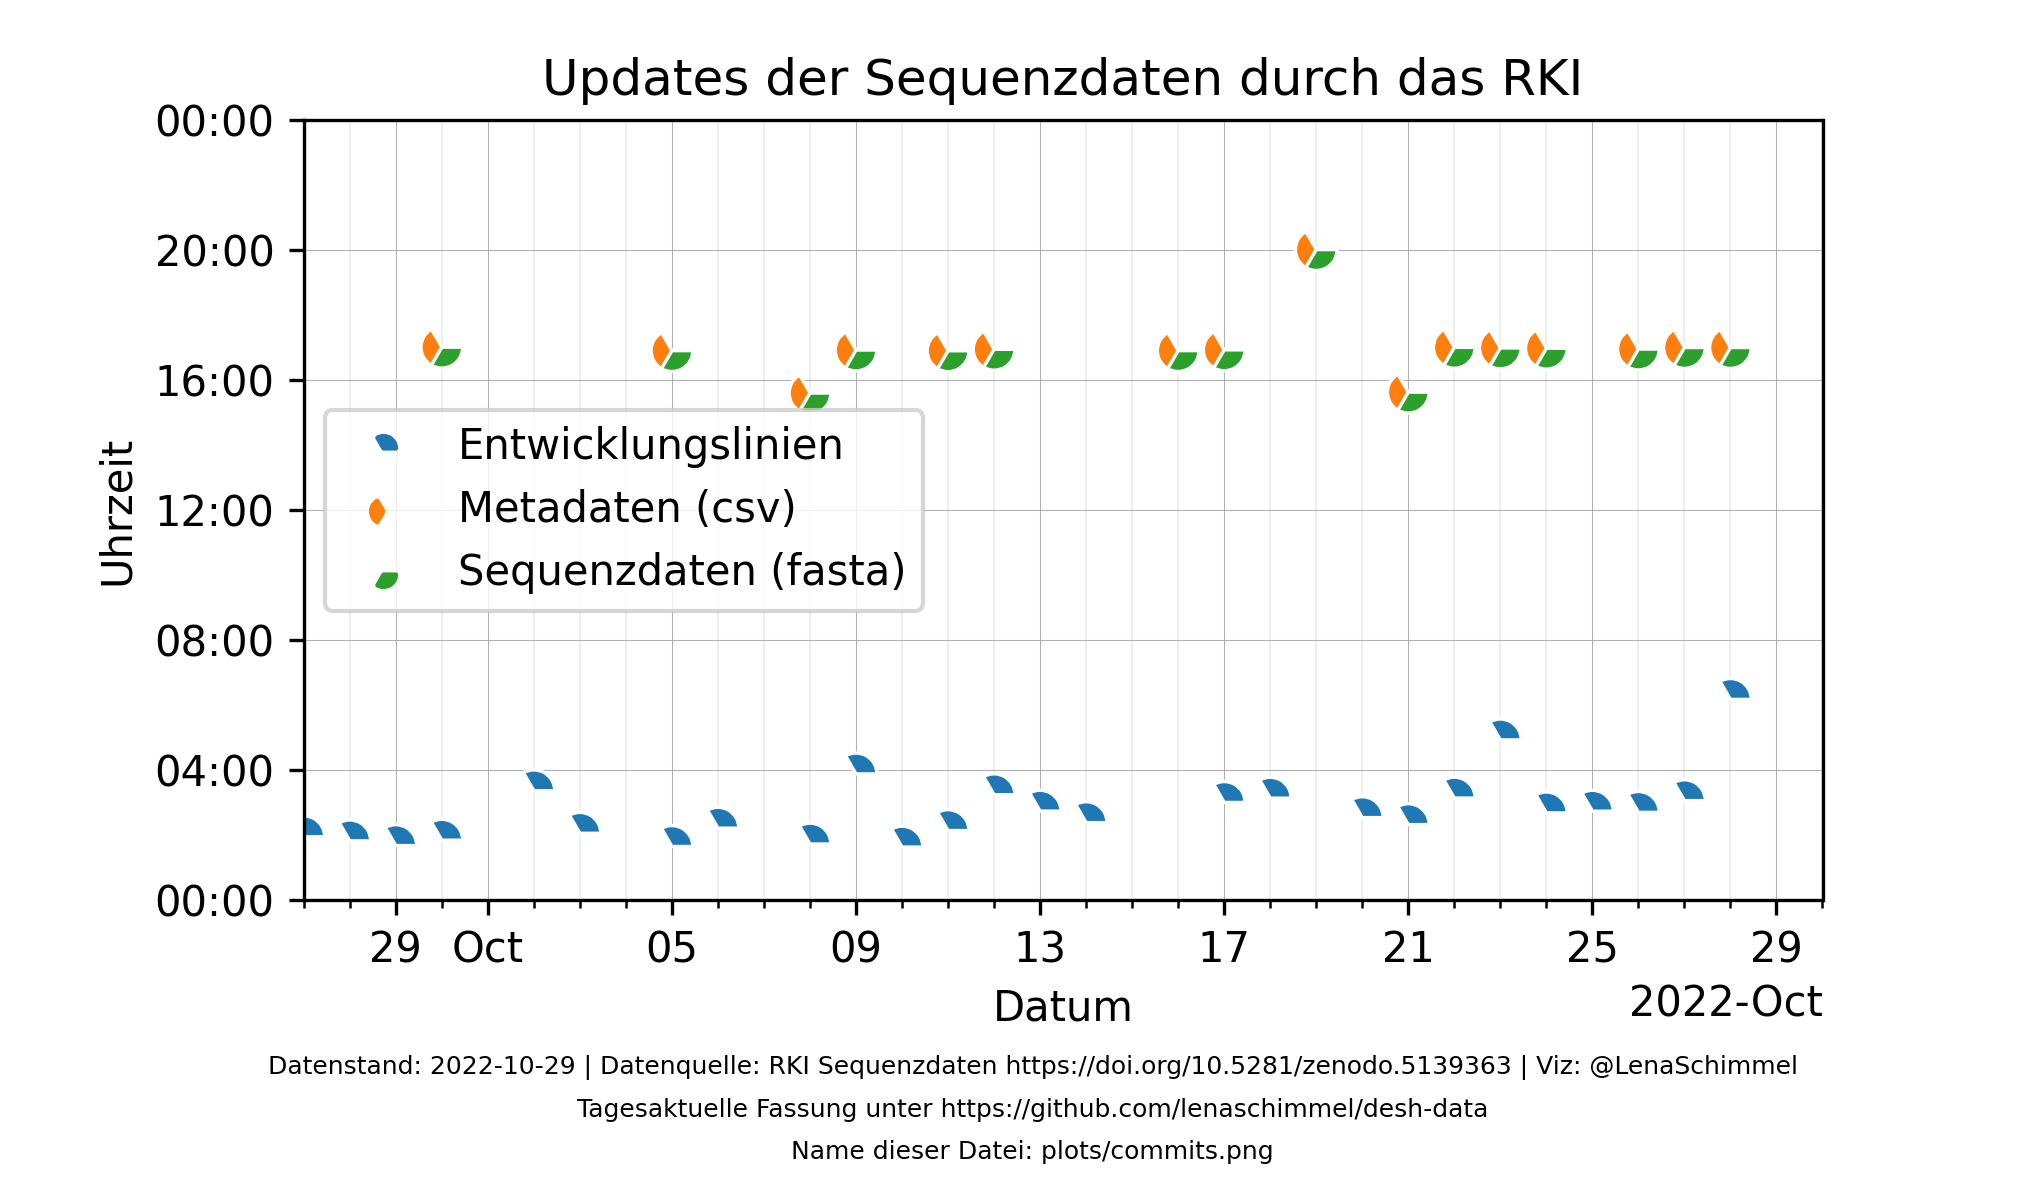 Updates der Sequenzdaten durch das RKI
00:00
20:00
16:00
12:00
08:00
04:00
00:00
Uhrzeit
Entwicklungslinien
Metadaten (csv)
Sequenzdaten (fasta)
29 Oct 05 09 13 17 21 25 29
2022-Oct
Datum
Datenstand: 2022-10-29 | Datenquelle: RKI Sequenzdaten https://doi.org/10.5281/zenodo.5139363 | Viz: @LenaSchimmel
Tagesaktuelle Fassung unter https://github.com/lenaschimmel/desh-data
Name dieser Datei: plots/commits.png